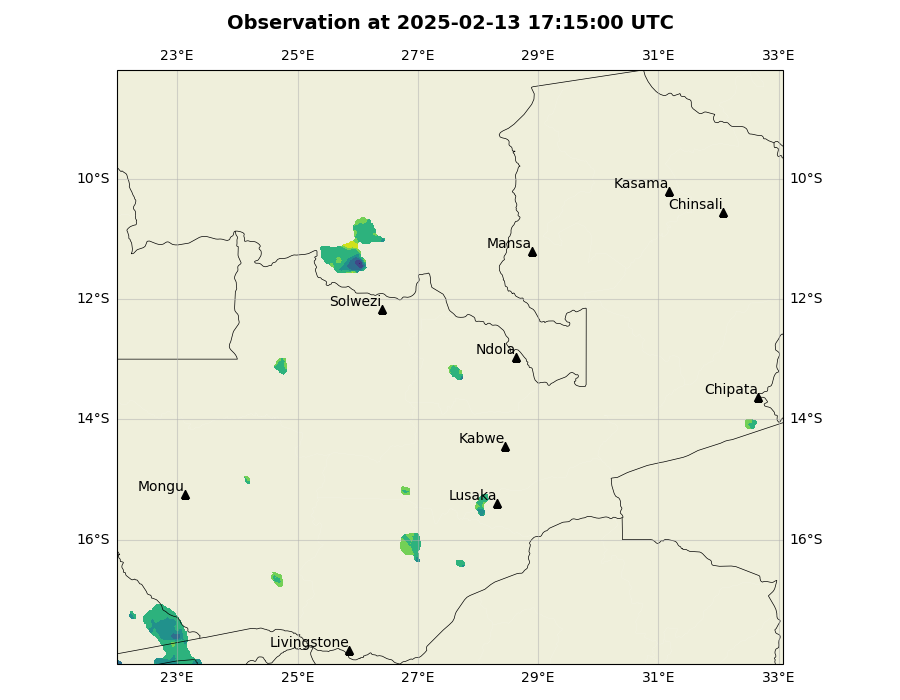 Observation at 2025-02-13 17:15:00 UTC
23°E 25°E 27°E 29°E 31°E 33°E
10°S 10°S
Kasama
Chinsali
Mansa
12°S 12°S
Solwezi
Ndola
Chipata
14°S 14°S
Kabwe
Mongu
Lusaka
16°S 16°S
Livingstone
23°E 25°E 27°E 29°E 31°E 33°E